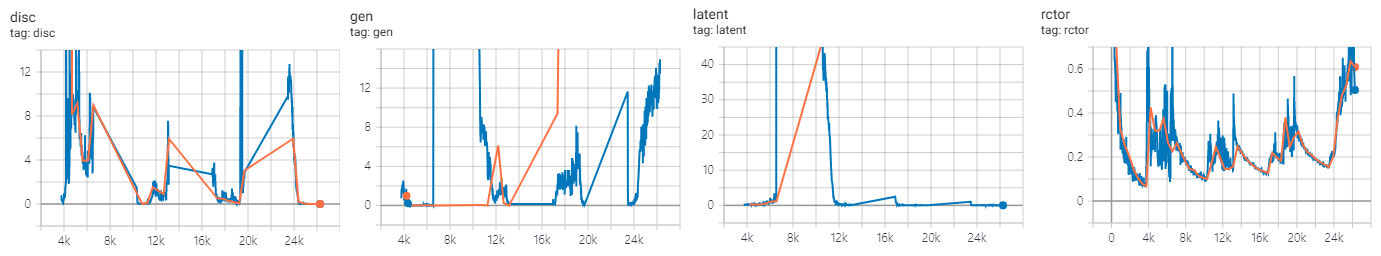 disc
tag: disc
12
8
4
0
4k 8k 12k 16k 20k 24k
gen
tag: gen
12
8
4
0
4k 8k 12k 16k 20k 24k
latent
tag: latent
40
30
20
10
0
4k 8k 12k 16k 20k 24k
rctor
tag: rctor
0.6
0.4
0.2
0
0 4k 8k 12k 16k 20k 24k